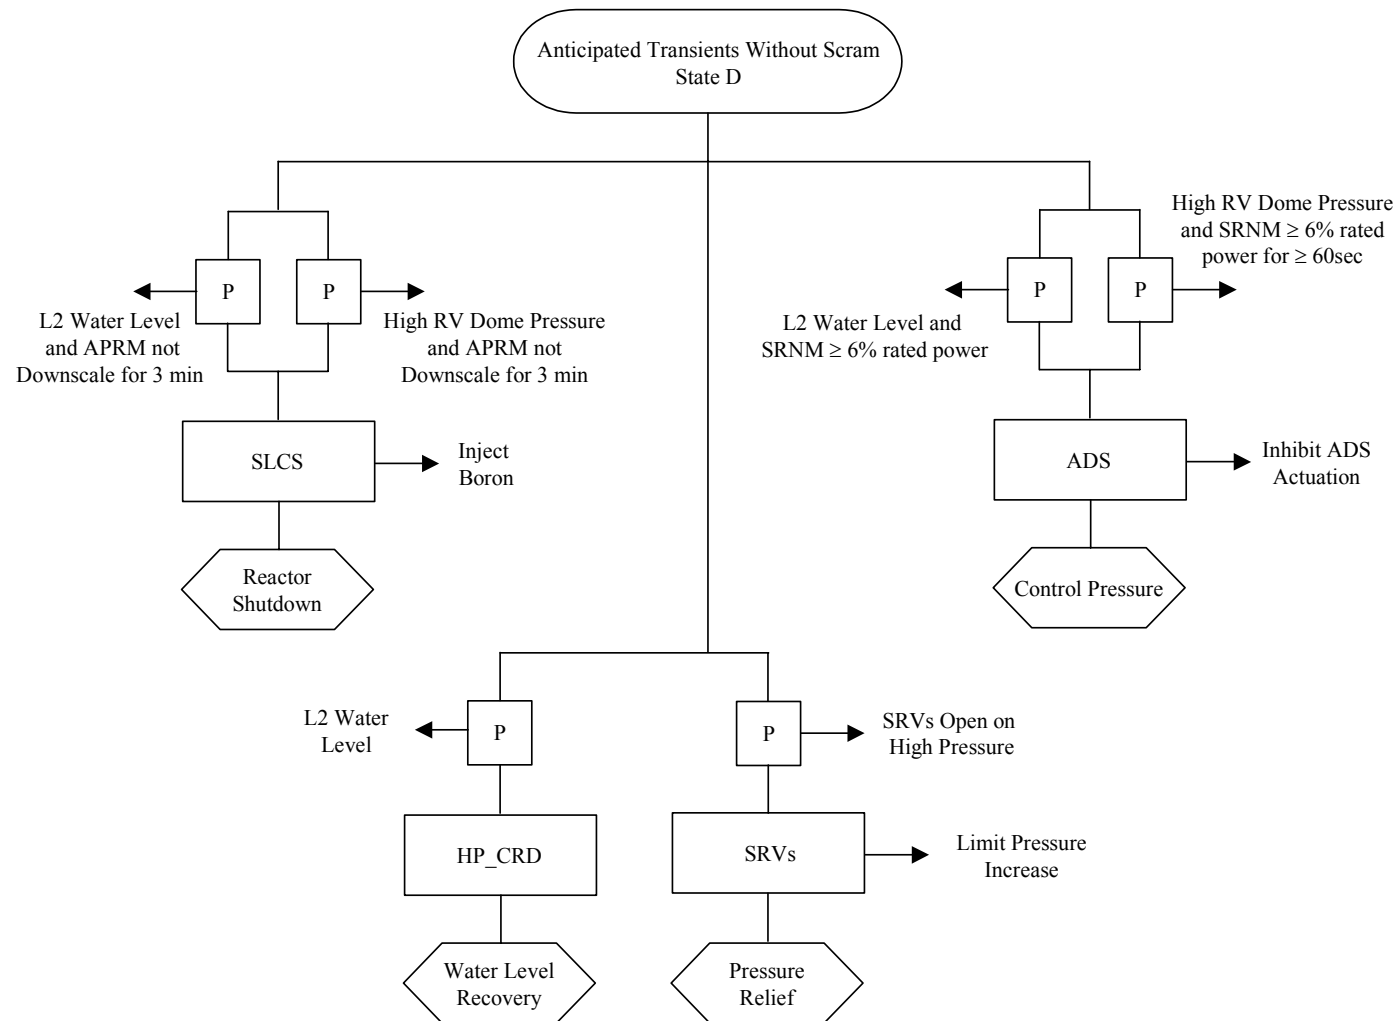 Anticipated Transients Without Scram
State D
High RV Dome Pressure
and SRNM ≥ 6% rated
power for ≥ 60sec
P
P
P
P
L2 Water Level
and APRM not
Downscale for 3 min
High RV Dome Pressure
and APRM not
Downscale for 3 min
L2 Water Level and
SRNM ≥ 6% rated power
SLCS
Inject
Boron
ADS
Inhibit ADS
Actuation
Reactor
Shutdown
Control Pressure
L2 Water
Level
P
P
SRVs Open on
High Pressure
HP_CRD
SRVs
Limit Pressure
Increase
Water Level
Recovery
Pressure
Relief